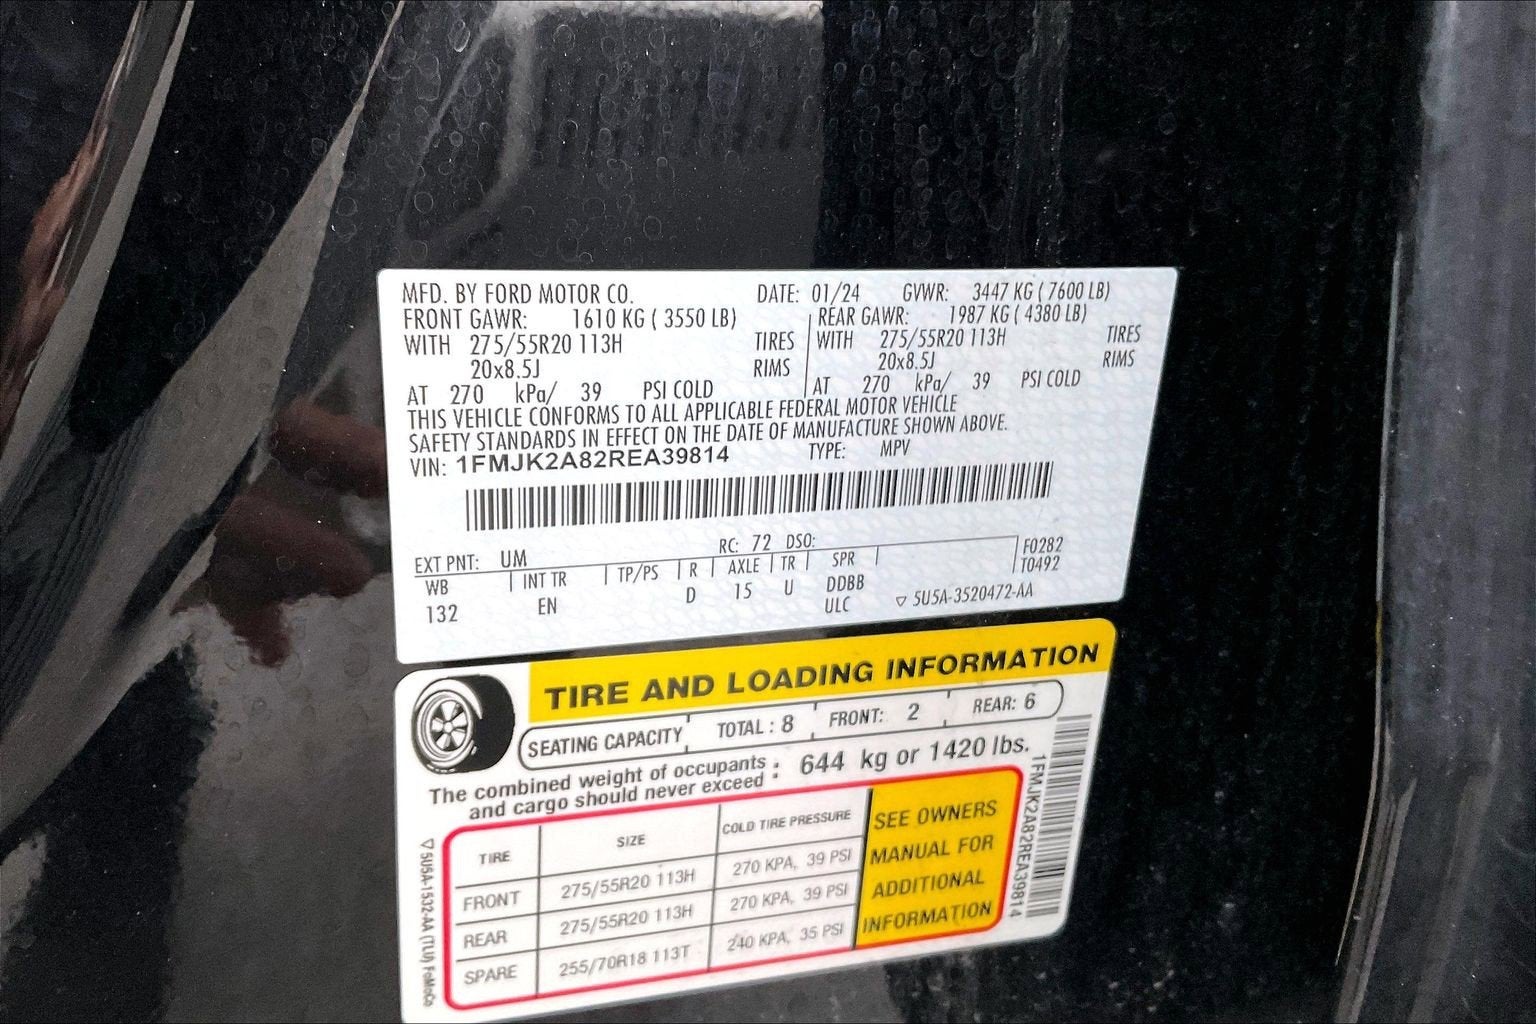 MFD. BY FORD MOTOR CO. DATE: 01/24 GVWR: 3447 KG ( 7600 LB)
FRONT GAWR: 1610 KG ( 3550 LB) REAR GAWR: 1987 KG ( 4380 LB)
WITH 275/55R20 113H TIRES WITH 275/55R20 113H TIRES
20x8.5J RIMS 20x8.5J RIMS
AT 270 kPa/ 39 PSI COLD AT 270 kPa/ 39 PSI COLD
THIS VEHICLE CONFORMS TO ALL APPLICABLE FEDERAL MOTOR VEHICLE
SAFETY STANDARDS IN EFFECT ON THE DATE OF MANUFACTURE SHOWN ABOVE.
VIN: 1FMJK2A82REA39814 TYPE: MPV
EXT PNT: UM RC: 72 DSO: F0282
WB INT TR TP/PS R AXLE TR SPR T0492
132 EN D 15 U DDBB
ULC ▽ 5U5A-3520472-AA
TIRE AND LOADING INFORMATION
SEATING CAPACITY TOTAL : 8 FRONT: 2 REAR: 6
The combined weight of occupants : 644 kg or 1420 lbs.
and cargo should never exceed
TIRE SIZE COLD TIRE PRESSURE
FRONT 275/55R20 113H 270 KPA, 39 PSI
REAR 275/55R20 113H 270 KPA, 39 PSI
SPARE 255/70R18 113T 240 KPA, 35 PSI
SEE OWNERS
MANUAL FOR
ADDITIONAL
INFORMATION
1FMJK2A82REA39814
▽ 5U5A-1532-AA (TLU) FoMoCo